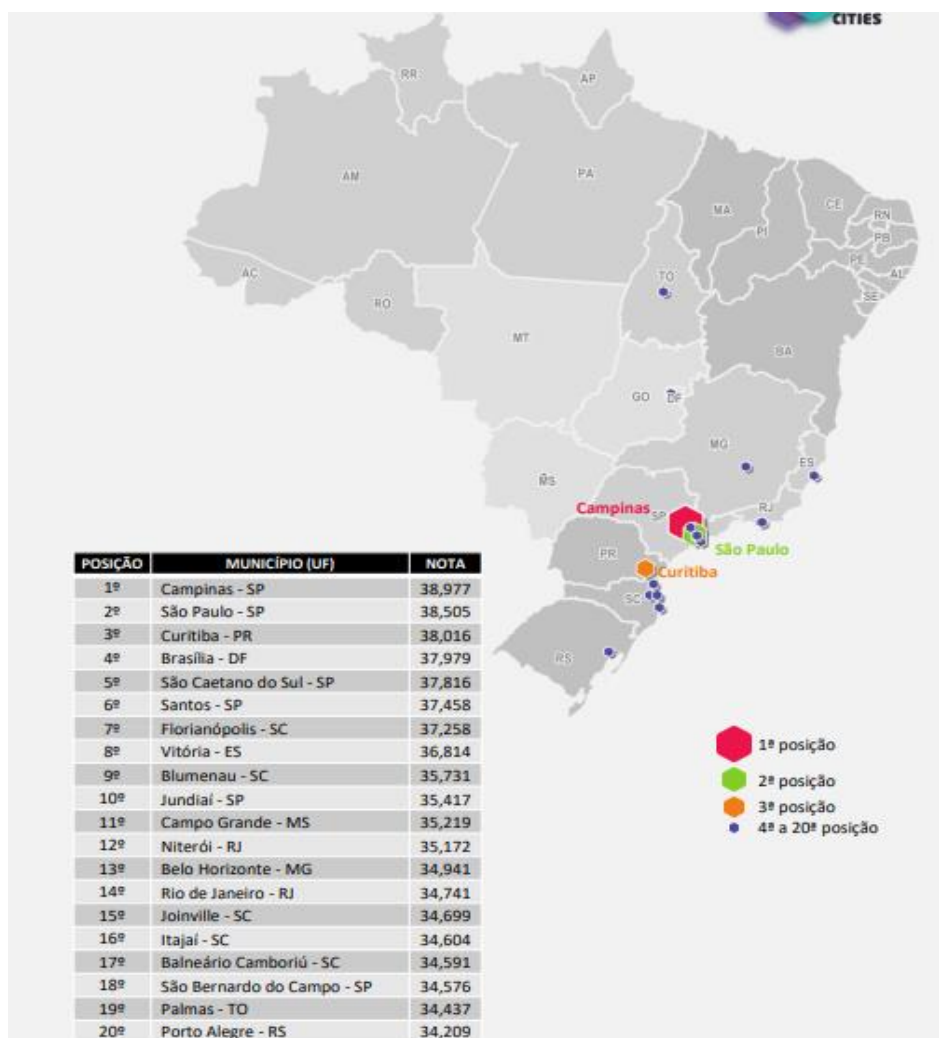 CITIES
RR
AP
AM
PA
MA
CE
RN
PI
PB
PE
AC
TO
AL
SE
RO
MT
BA
GO
DF
MG
ES
MS
Campinas
SP
RJ
São Paulo
PR
Curitiba
SC
RS
POSIÇÃO MUNICÍPIO (UF) NOTA
1º Campinas - SP 38,977
2º São Paulo - SP 38,505
3º Curitiba - PR 38,016
4º Brasília - DF 37,979
5º São Caetano do Sul - SP 37,816
6º Santos - SP 37,458
7º Florianópolis - SC 37,258
8º Vitória - ES 36,814
9º Blumenau - SC 35,731
10º Jundiaí - SP 35,417
11º Campo Grande - MS 35,219
12º Niterói - RJ 35,172
13º Belo Horizonte - MG 34,941
14º Rio de Janeiro - RJ 34,741
15º Joinville - SC 34,699
16º Itajaí - SC 34,604
17º Balneário Camboriú - SC 34,591
18º São Bernardo do Campo - SP 34,576
19º Palmas - TO 34,437
20º Porto Alegre - RS 34,209
1ª posição
2ª posição
3ª posição
4ª a 20ª posição